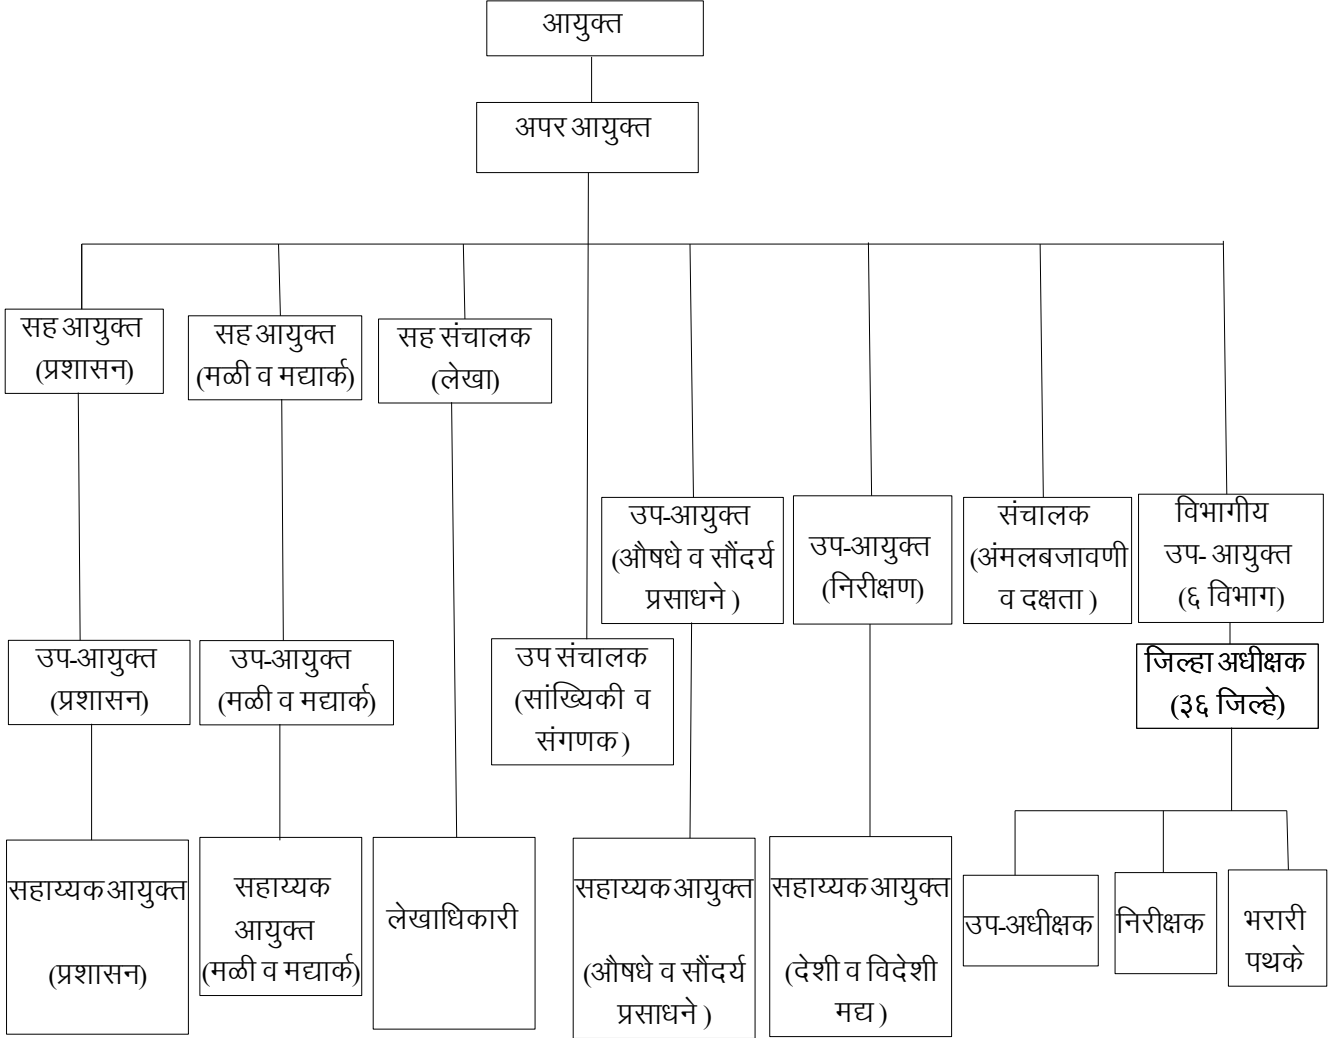 आयुक्त
अपर आयुक्त
सह आयुक्त
(प्रशासन)
सह आयुक्त
(मळी व मद्यार्क)
सह संचालक
(लेखा)
उप-आयुक्त
(औषधे व सौंदर्य
प्रसाधने )
उप-आयुक्त
(निरीक्षण)
संचालक
(अंमलबजावणी
व दक्षता )
विभागीय
उप- आयुक्त
(६ विभाग)
उप-आयुक्त
(प्रशासन)
उप-आयुक्त
(मळी व मद्यार्क)
उप संचालक
(सांख्यिकी व
संगणक )
जिल्हा अधीक्षक
(३६ जिल्हे)
सहाय्यक आयुक्त
(प्रशासन)
सहाय्यक
आयुक्त
(मळी व मद्यार्क)
लेखाधिकारी
सहाय्यक आयुक्त
(औषधे व सौंदर्य
प्रसाधने )
सहाय्यक आयुक्त
(देशी व विदेशी
मद्य )
उप-अधीक्षक
निरीक्षक
भरारी
पथके